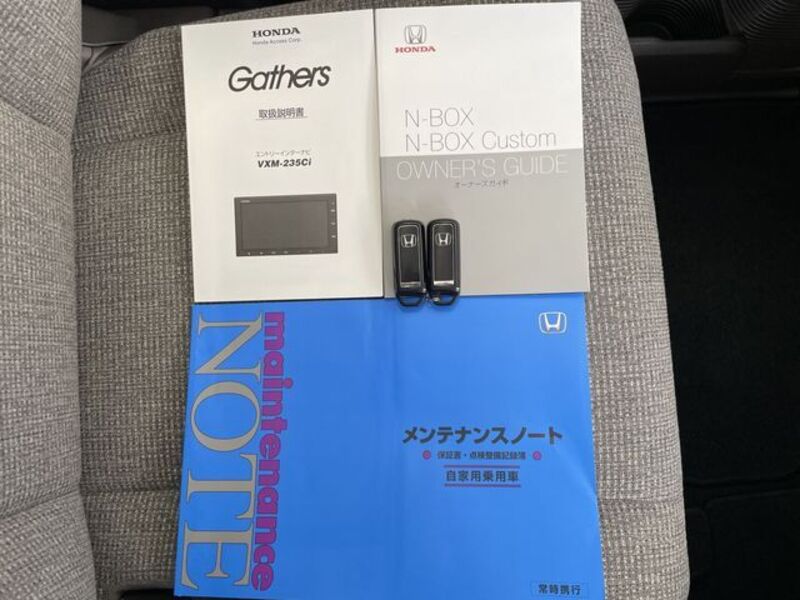 HONDA
Honda Access Corp.
Gathers
取扱説明書
エントリーインターナビ
VXM-235Ci
HONDA
N-BOX
N-BOX Custom
OWNER'S GUIDE
オーナーズガイド
maintenance
NOTE
メンテナンスノート
保証書・点検整備記録簿
自家用乗用車
常時携行